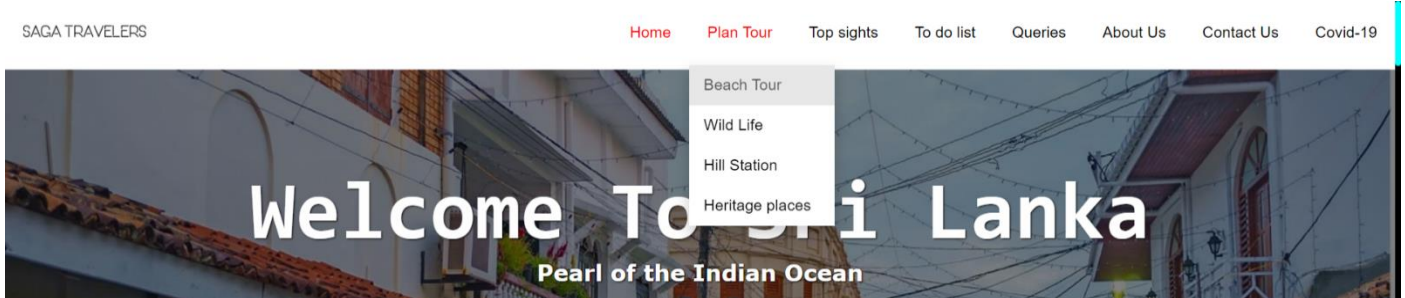 SAGA TRAVELERS Home Plan Tour Top sights To do list Queries About Us Contact Us Covid-19
Beach Tour
Wild Life
Hill Station
Heritage places
Welcome To Sri Lanka
Pearl of the Indian Ocean